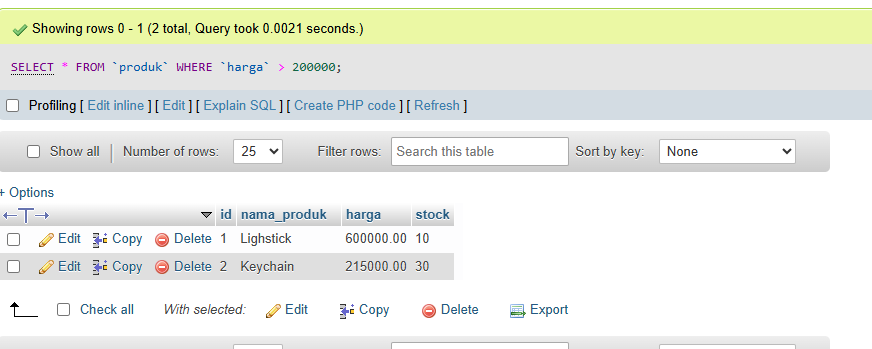 Showing rows 0 - 1 (2 total, Query took 0.0021 seconds.)
SELECT * FROM `produk` WHERE `harga` > 200000;
Profiling [ Edit inline ] [ Edit ] [ Explain SQL ] [ Create PHP code ] [ Refresh ]
Show all | Number of rows: 25 Filter rows: Search this table Sort by key: None
+ Options
←T→ id nama_produk harga stock
Edit Copy Delete 1 Lighstick 600000.00 10
Edit Copy Delete 2 Keychain 215000.00 30
Check all With selected: Edit Copy Delete Export